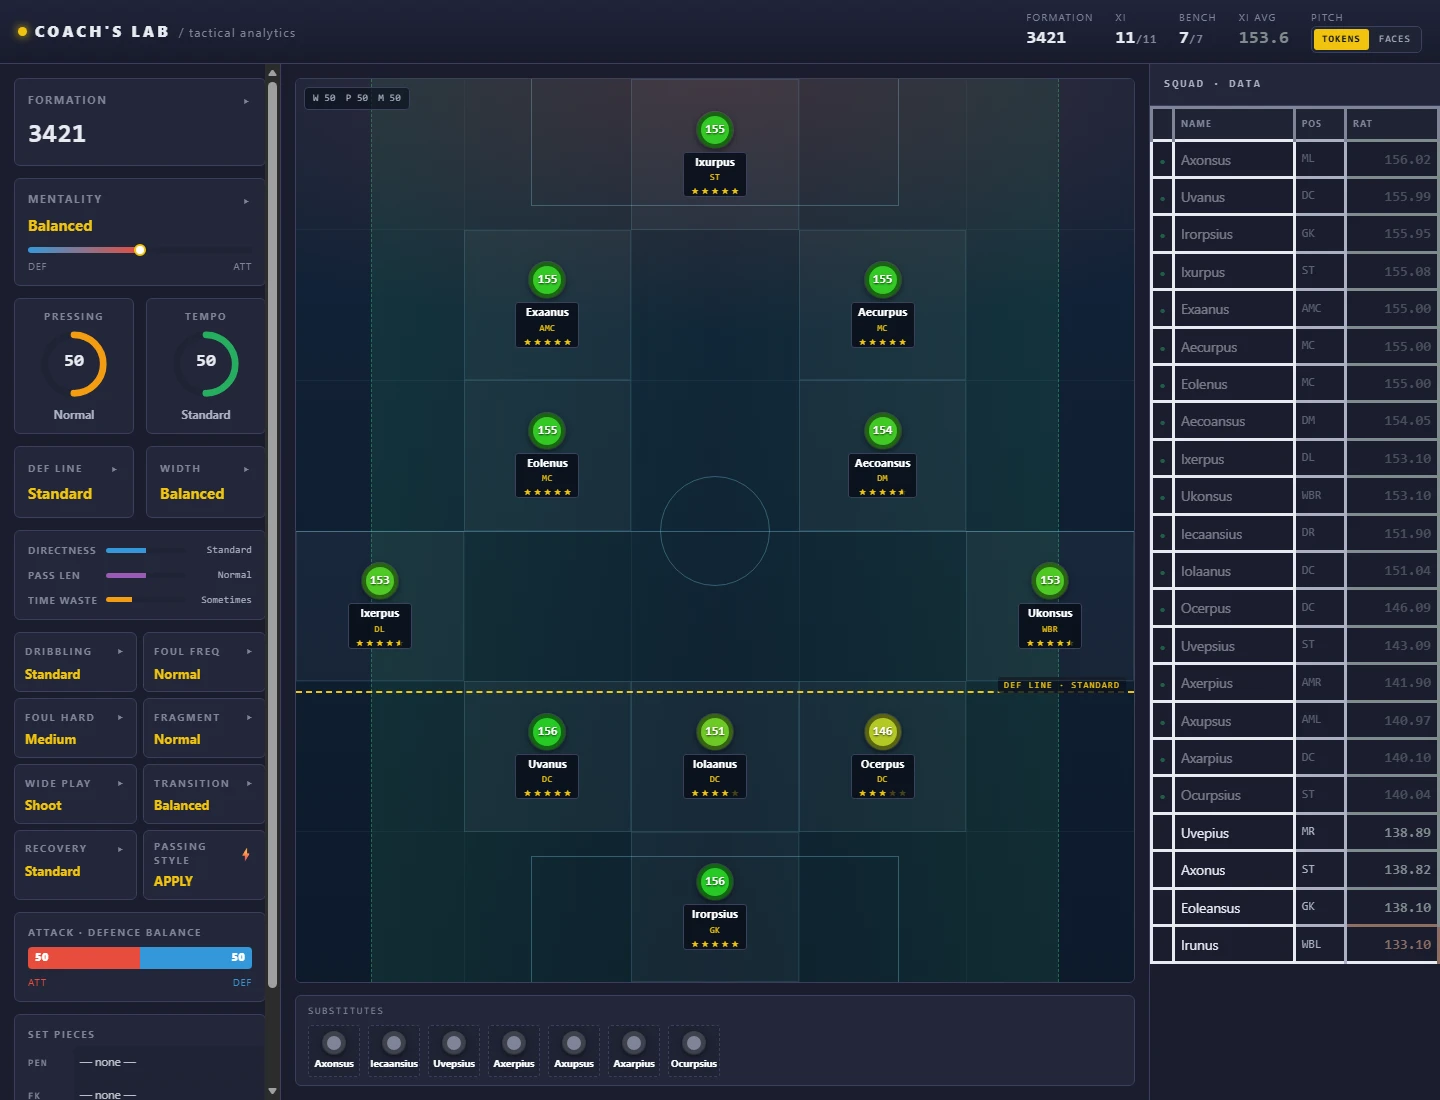 COACH'S LAB / tactical analytics
FORMATION
3421
XI
11/11
BENCH
7/7
XI AVG
153.6
PITCH
TOKENS FACES
FORMATION ▸
3421
MENTALITY ▸
Balanced
DEF ATT
PRESSING
50
Normal
TEMPO
50
Standard
DEF LINE ▸
Standard
WIDTH ▸
Balanced
DIRECTNESS Standard
PASS LEN Normal
TIME WASTE Sometimes
DRIBBLING ▸
Standard
FOUL FREQ ▸
Normal
FOUL HARD ▸
Medium
FRAGMENT ▸
Normal
WIDE PLAY ▸
Shoot
TRANSITION ▸
Balanced
RECOVERY ▸
Standard
PASSING
STYLE
APPLY
ATTACK · DEFENCE BALANCE
50 50
ATT DEF
SET PIECES
PEN — none —
FK — none —
W 50 P 50 M 50
155
Ixurpus
ST
★★★★★
155
Exaanus
AMC
★★★★★
155
Aecurpus
MC
★★★★★
155
Eolenus
MC
★★★★★
154
Aecoansus
DM
★★★★★
153
Ixerpus
DL
★★★★★
153
Ukonsus
WBR
★★★★★
DEF LINE · STANDARD
156
Uvanus
DC
★★★★★
151
Iolaanus
DC
★★★★★
146
Ocerpus
DC
★★★★★
156
Irorpsius
GK
★★★★★
SUBSTITUTES
Axonsus
Iecaansius
Uvepsius
Axerpius
Axupsus
Axarpius
Ocurpsius
SQUAD · DATA
NAME POS RAT
Axonsus ML 156.02
Uvanus DC 155.99
Irorpsius GK 155.95
Ixurpus ST 155.08
Exaanus AMC 155.00
Aecurpus MC 155.00
Eolenus MC 155.00
Aecoansus DM 154.05
Ixerpus DL 153.10
Ukonsus WBR 153.10
Iecaansius DR 151.90
Iolaanus DC 151.04
Ocerpus DC 146.09
Uvepsius ST 143.09
Axerpius AMR 141.90
Axupsus AML 140.97
Axarpius DC 140.10
Ocurpsius ST 140.04
Uvepius MR 138.89
Axonus ST 138.82
Eoleansus GK 138.10
Irunus WBL 133.10